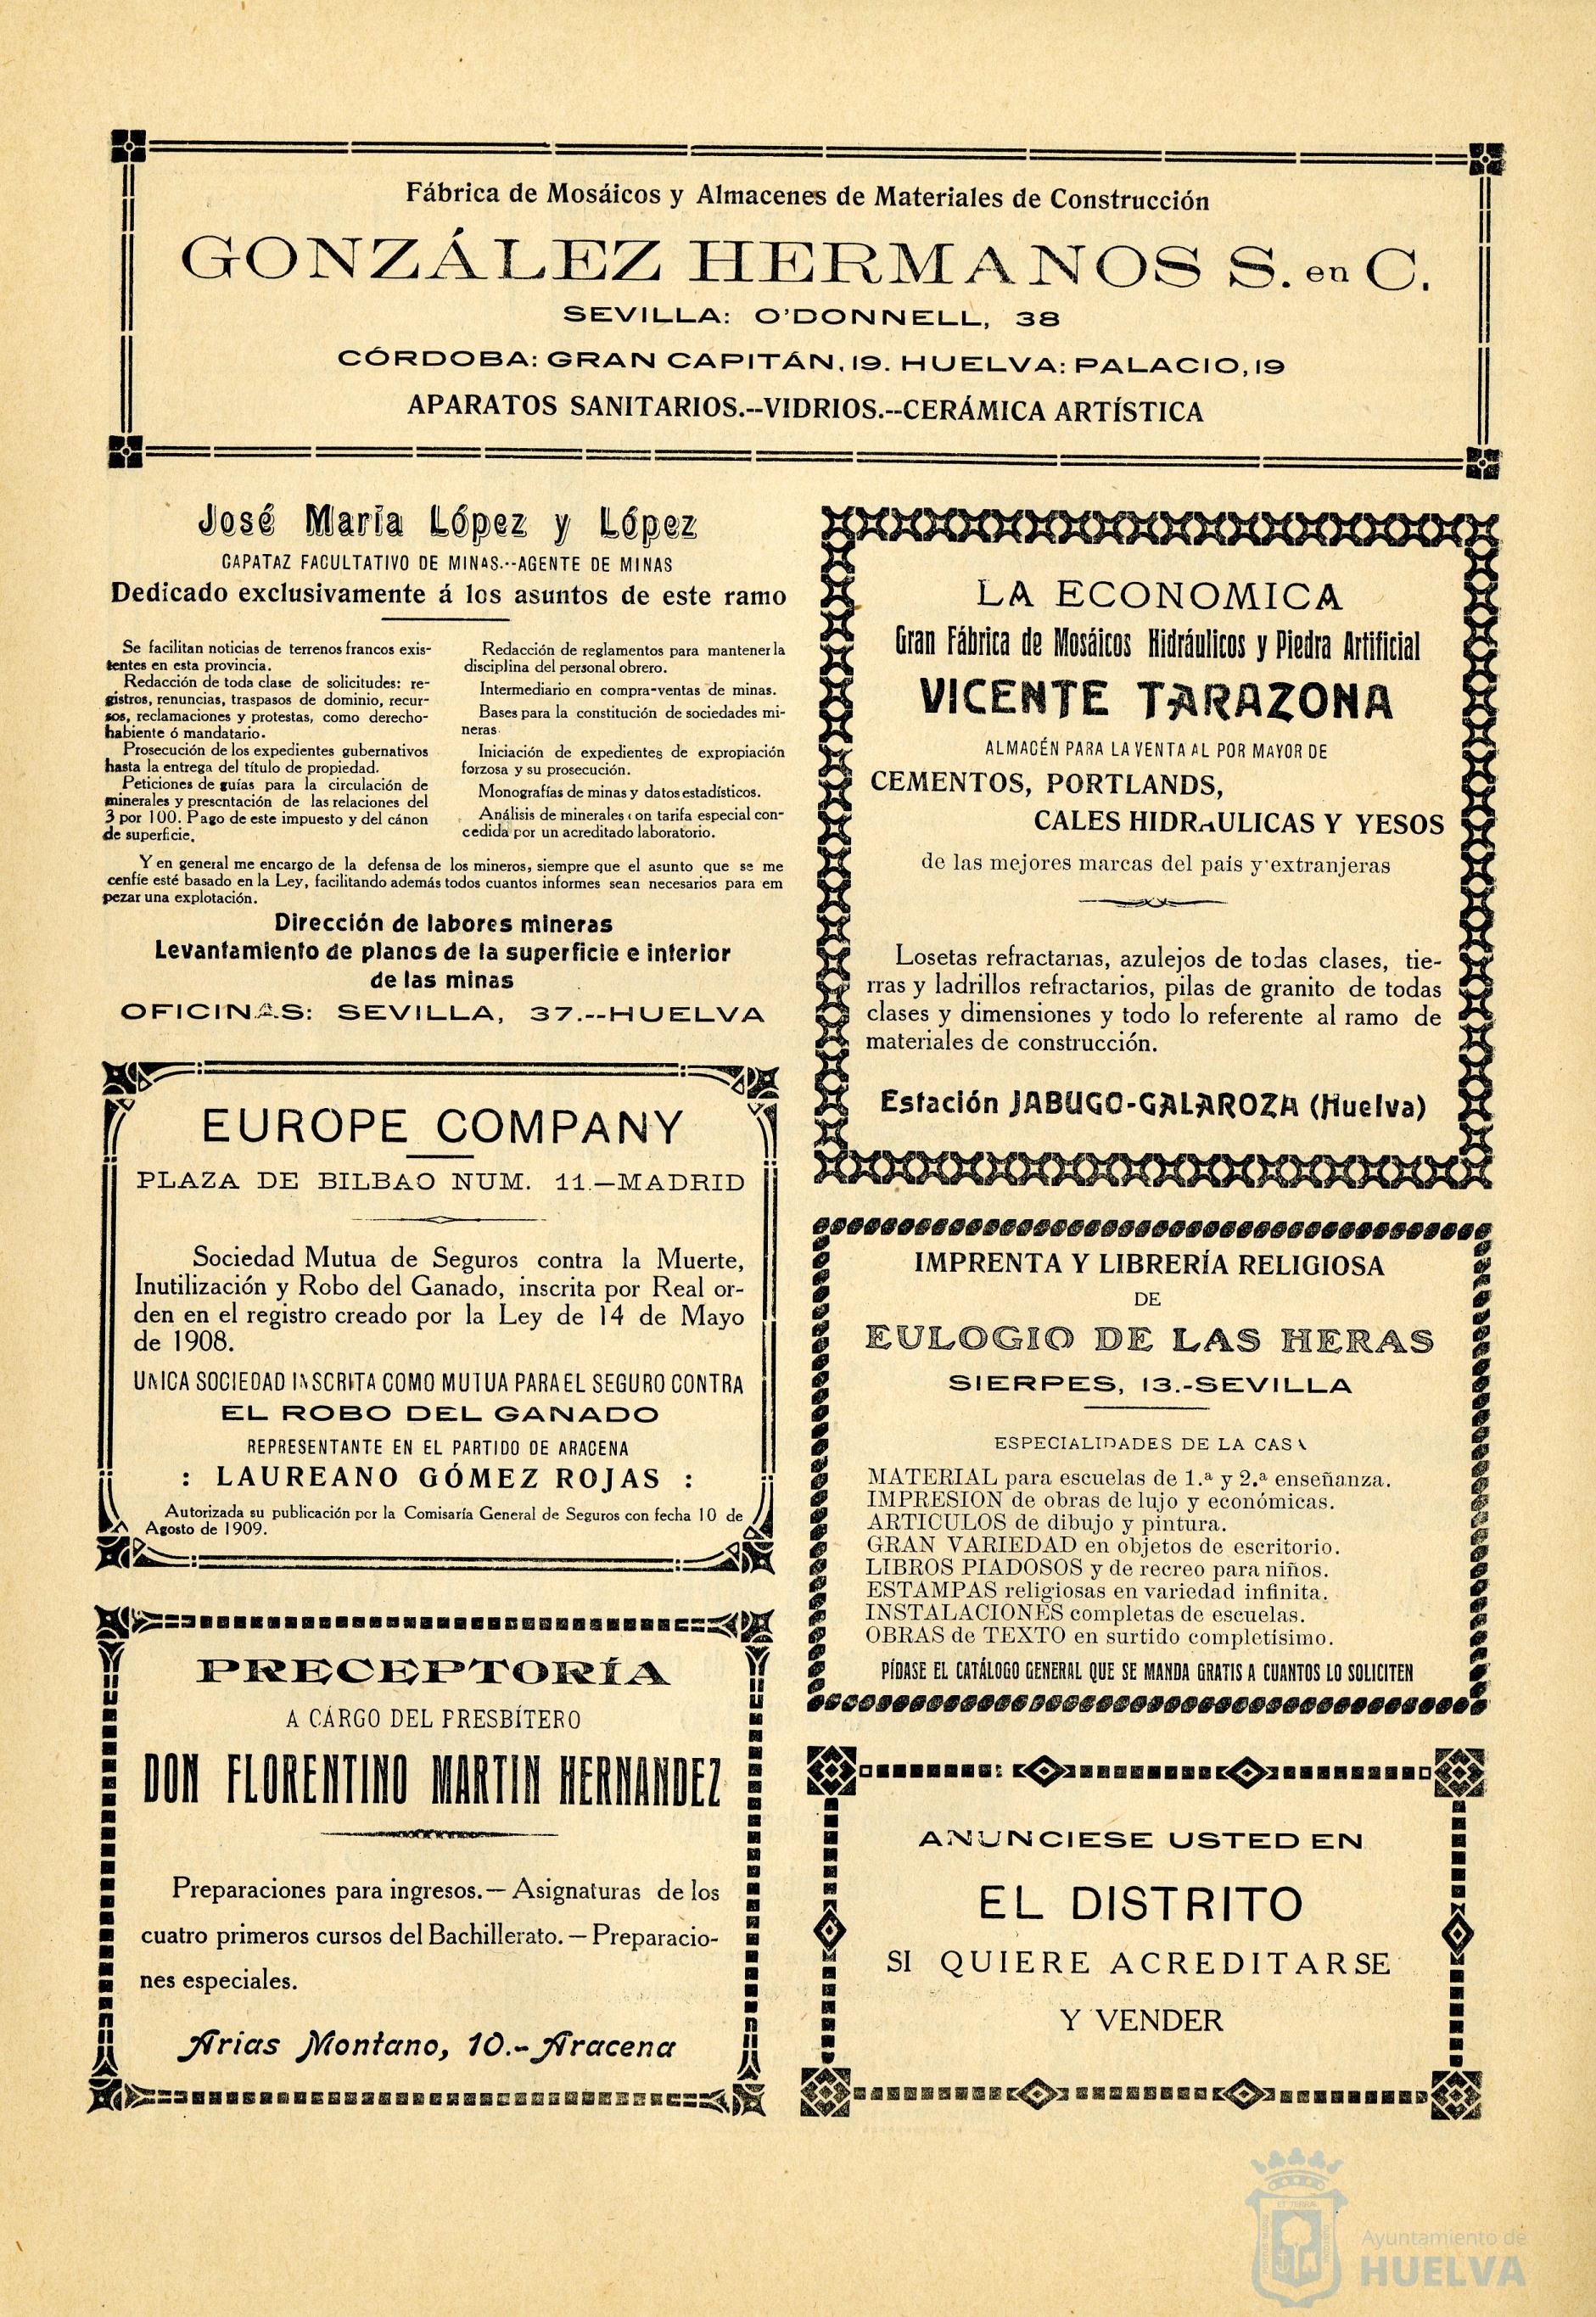 Fábrica de Mosáicos y Almacenes de Materiales de Construcción
GONZÁLEZ HERMANOS S. en C.
SEVILLA: O'DONNELL, 38
CÓRDOBA: GRAN CAPITÁN, 19. HUELVA: PALACIO, 19
APARATOS SANITARIOS.--VIDRIOS.--CERÁMICA ARTÍSTICA
José María López y López
CAPATAZ FACULTATIVO DE MINAS.--AGENTE DE MINAS
Dedicado exclusivamente á los asuntos de este ramo
Se facilitan noticias de terrenos francos exis-
tentes en esta provincia.
Redacción de toda clase de solicitudes: re-
gistros, renuncias, traspasos de dominio, recur-
sos, reclamaciones y protestas, como derecho-
habiente ó mandatario.
Prosecución de los expedientes gubernativos
hasta la entrega del título de propiedad.
Peticiones de guías para la circulación de
minerales y presentación de las relaciones del
3 por 100. Pago de este impuesto y del cánon
de superficie.
Redacción de reglamentos para mantener la
disciplina del personal obrero.
Intermediario en compra-ventas de minas.
Bases para la constitución de sociedades mi-
neras.
Iniciación de expedientes de expropiación
forzosa y su prosecución.
Monografías de minas y datos estadísticos.
Análisis de minerales con tarifa especial con-
cedida por un acreditado laboratorio.
Y en general me encargo de la defensa de los mineros, siempre que el asunto que se me
cenfíe esté basado en la Ley, facilitando además todos cuantos informes sean necesarios para em
pezar una explotación.
Dirección de labores mineras
Levantamiento de planos de la superficie e interior
de las minas
OFICINAS: SEVILLA, 37.--HUELVA
EUROPE COMPANY
PLAZA DE BILBAO NUM. 11.—MADRID
Sociedad Mutua de Seguros contra la Muerte,
Inutilización y Robo del Ganado, inscrita por Real or-
den en el registro creado por la Ley de 14 de Mayo
de 1908.
UNICA SOCIEDAD INSCRITA COMO MUTUA PARA EL SEGURO CONTRA
EL ROBO DEL GANADO
REPRESENTANTE EN EL PARTIDO DE ARACENA
: LAUREANO GÓMEZ ROJAS :
Autorizada su publicación por la Comisaría General de Seguros con fecha 10 de
Agosto de 1909.
PRECEPTORÍA
A CARGO DEL PRESBÍTERO
DON FLORENTINO MARTIN HERNANDEZ
Preparaciones para ingresos.—Asignaturas de los
cuatro primeros cursos del Bachillerato.—Preparacio-
nes especiales.
Arias Montano, 10.-Aracena
LA ECONOMICA
Gran Fábrica de Mosáicos Hidráulicos y Piedra Artificial
VICENTE TARAZONA
ALMACÉN PARA LA VENTA AL POR MAYOR DE
CEMENTOS, PORTLANDS,
CALES HIDRAULICAS Y YESOS
de las mejores marcas del país y extranjeras
Losetas refractarias, azulejos de todas clases, tie-
rras y ladrillos refractarios, pilas de granito de todas
clases y dimensiones y todo lo referente al ramo de
materiales de construcción.
Estación JABUGO-GALAROZA (Huelva)
IMPRENTA Y LIBRERÍA RELIGIOSA
DE
EULOGIO DE LAS HERAS
SIERPES, 13.-SEVILLA
ESPECIALIDADES DE LA CASA
MATERIAL para escuelas de 1.ª y 2.ª enseñanza.
IMPRESION de obras de lujo y económicas.
ARTICULOS de dibujo y pintura.
GRAN VARIEDAD en objetos de escritorio.
LIBROS PIADOSOS y de recreo para niños.
ESTAMPAS religiosas en variedad infinita.
INSTALACIONES completas de escuelas.
OBRAS de TEXTO en surtido completísimo.
PÍDASE EL CATÁLOGO GENERAL QUE SE MANDA GRATIS A CUANTOS LO SOLICITEN
ANUNCIESE USTED EN
EL DISTRITO
SI QUIERE ACREDITARSE
Y VENDER
Ayuntamiento de
HUELVA